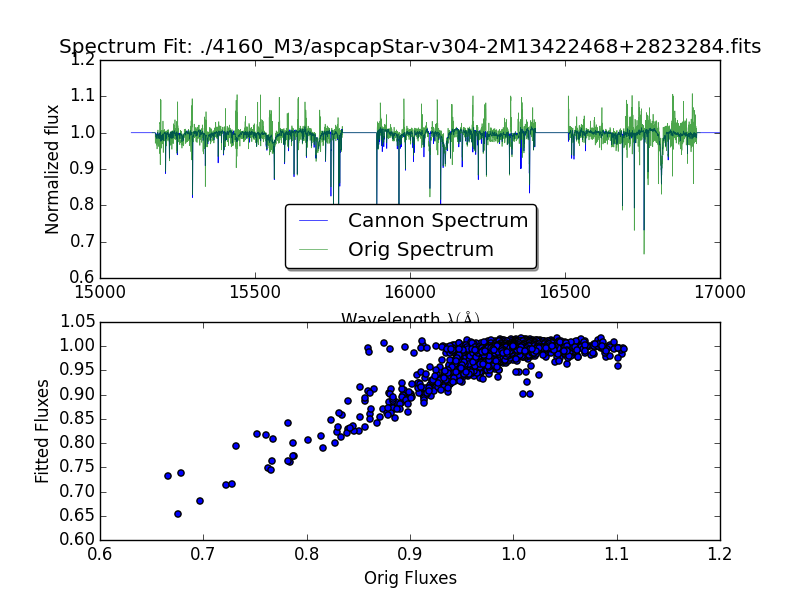 Spectrum Fit: ./4160_M3/aspcapStar-v304-2M13422468+2823284.fits
1.2
1.1
1.0
0.9
0.8
0.7
0.6
Normalized flux
Cannon Spectrum
Orig Spectrum
15000 15500 16000 16500 17000
Wavelength λ(Å)
1.05
1.00
0.95
0.90
0.85
0.80
0.75
0.70
0.65
0.60
Fitted Fluxes
0.6 0.7 0.8 0.9 1.0 1.1 1.2
Orig Fluxes